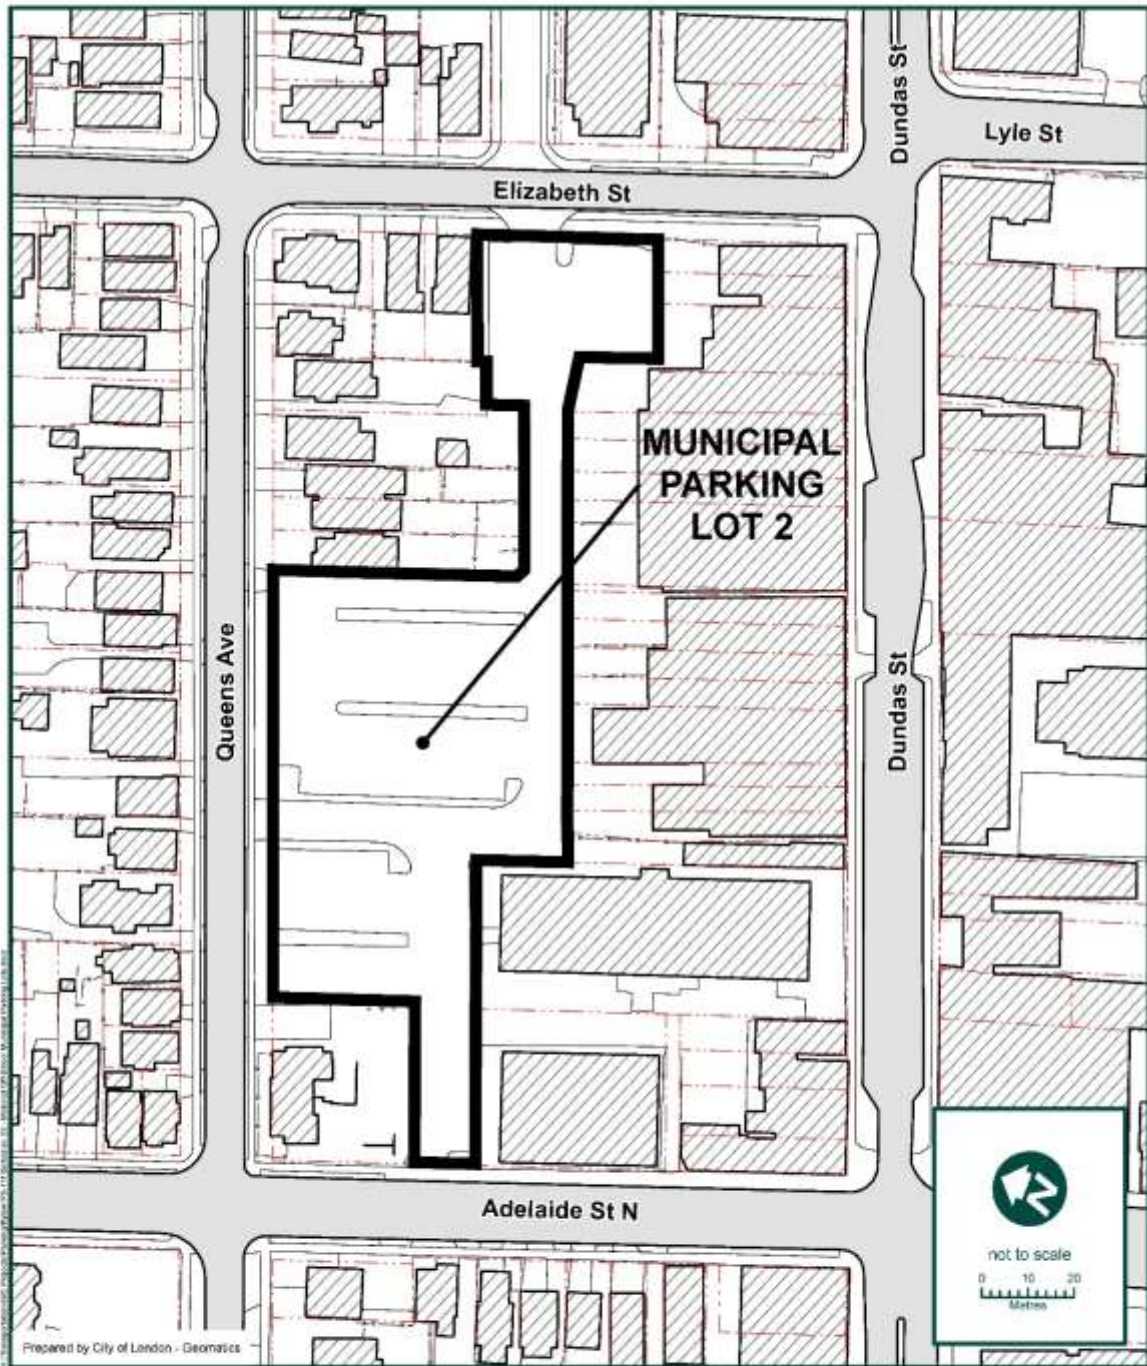 Dundas St
Lyle St
Elizabeth St
MUNICIPAL
PARKING
LOT 2
Queens Ave
Dundas St
Adelaide St N
N
not to scale
0 10 20
Metres
Prepared by City of London - Geomatics